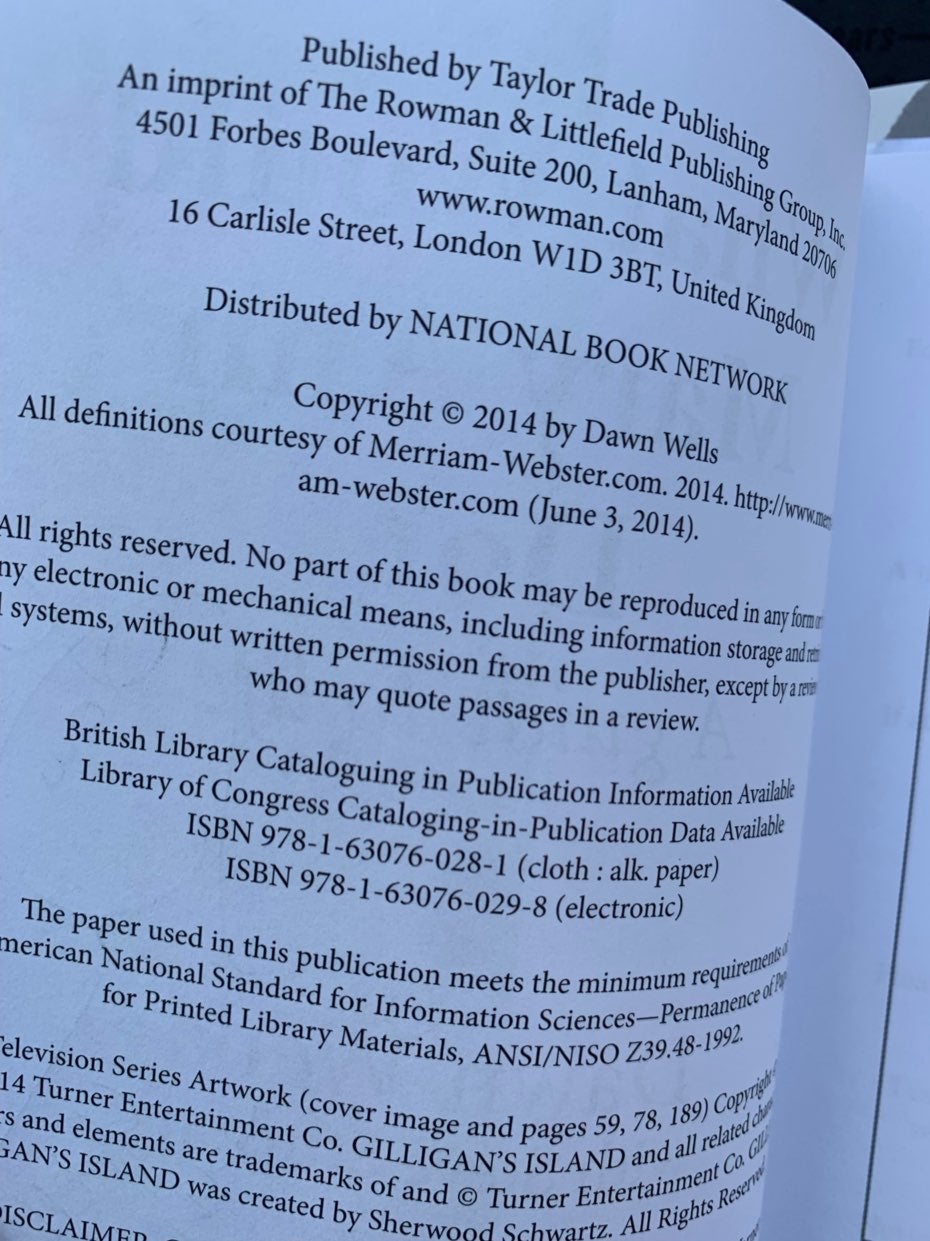 Published by Taylor Trade Publishing
An imprint of The Rowman & Littlefield Publishing Group, Inc.
4501 Forbes Boulevard, Suite 200, Lanham, Maryland 20706
www.rowman.com
16 Carlisle Street, London W1D 3BT, United Kingdom
Distributed by NATIONAL BOOK NETWORK
Copyright © 2014 by Dawn Wells
All definitions courtesy of Merriam-Webster.com. 2014. http://www.merri
am-webster.com (June 3, 2014).
All rights reserved. No part of this book may be reproduced in any form or
ny electronic or mechanical means, including information storage and
systems, without written permission from the publisher, except by a
who may quote passages in a review.
British Library Cataloguing in Publication Information Available
Library of Congress Cataloging-in-Publication Data Available
ISBN 978-1-63076-028-1 (cloth : alk. paper)
ISBN 978-1-63076-029-8 (electronic)
The paper used in this publication meets the minimum requirements of
merican National Standard for Information Sciences—Permanence of
for Printed Library Materials, ANSI/NISO Z39.48-1992.
elevision Series Artwork (cover image and pages 59, 78, 189) Copyright
14 Turner Entertainment Co. GILLIGAN'S ISLAND and all related
rs and elements are trademarks of and © Turner Entertainment Co.
GAN'S ISLAND was created by Sherwood Schwartz. All Rights Reserved
DISCLAIMER